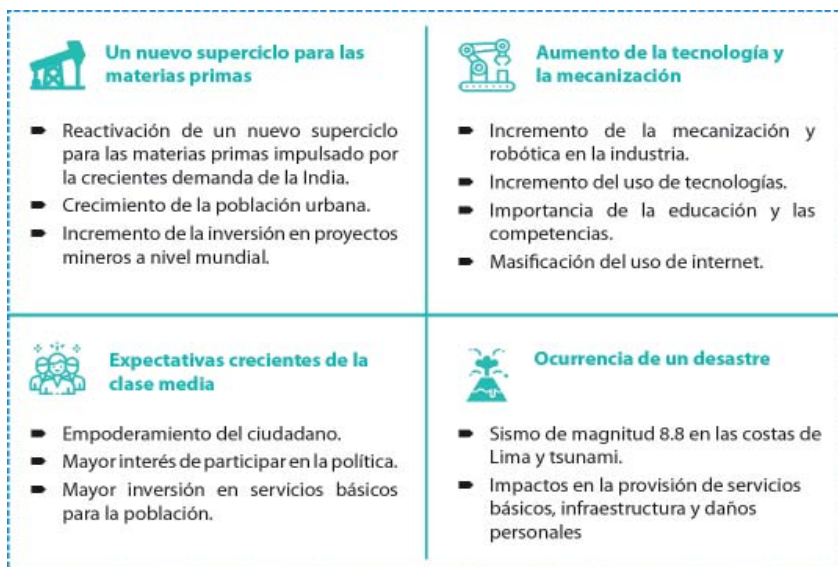 Un nuevo superciclo para las
materias primas
Reactivación de un nuevo superciclo
para las materias primas impulsado por
la crecientes demanda de la India.
Crecimiento de la población urbana.
Incremento de la inversión en proyectos
mineros a nivel mundial.
Aumento de la tecnología y
la mecanización
Incremento de la mecanización y
robótica en la industria.
Incremento del uso de tecnologías.
Importancia de la educación y las
competencias.
Masificación del uso de internet.
Expectativas crecientes de la
clase media
Empoderamiento del ciudadano.
Mayor interés de participar en la política.
Mayor inversión en servicios básicos
para la población.
Ocurrencia de un desastre
Sismo de magnitud 8.8 en las costas de
Lima y tsunami.
Impactos en la provisión de servicios
básicos, infraestructura y daños
personales